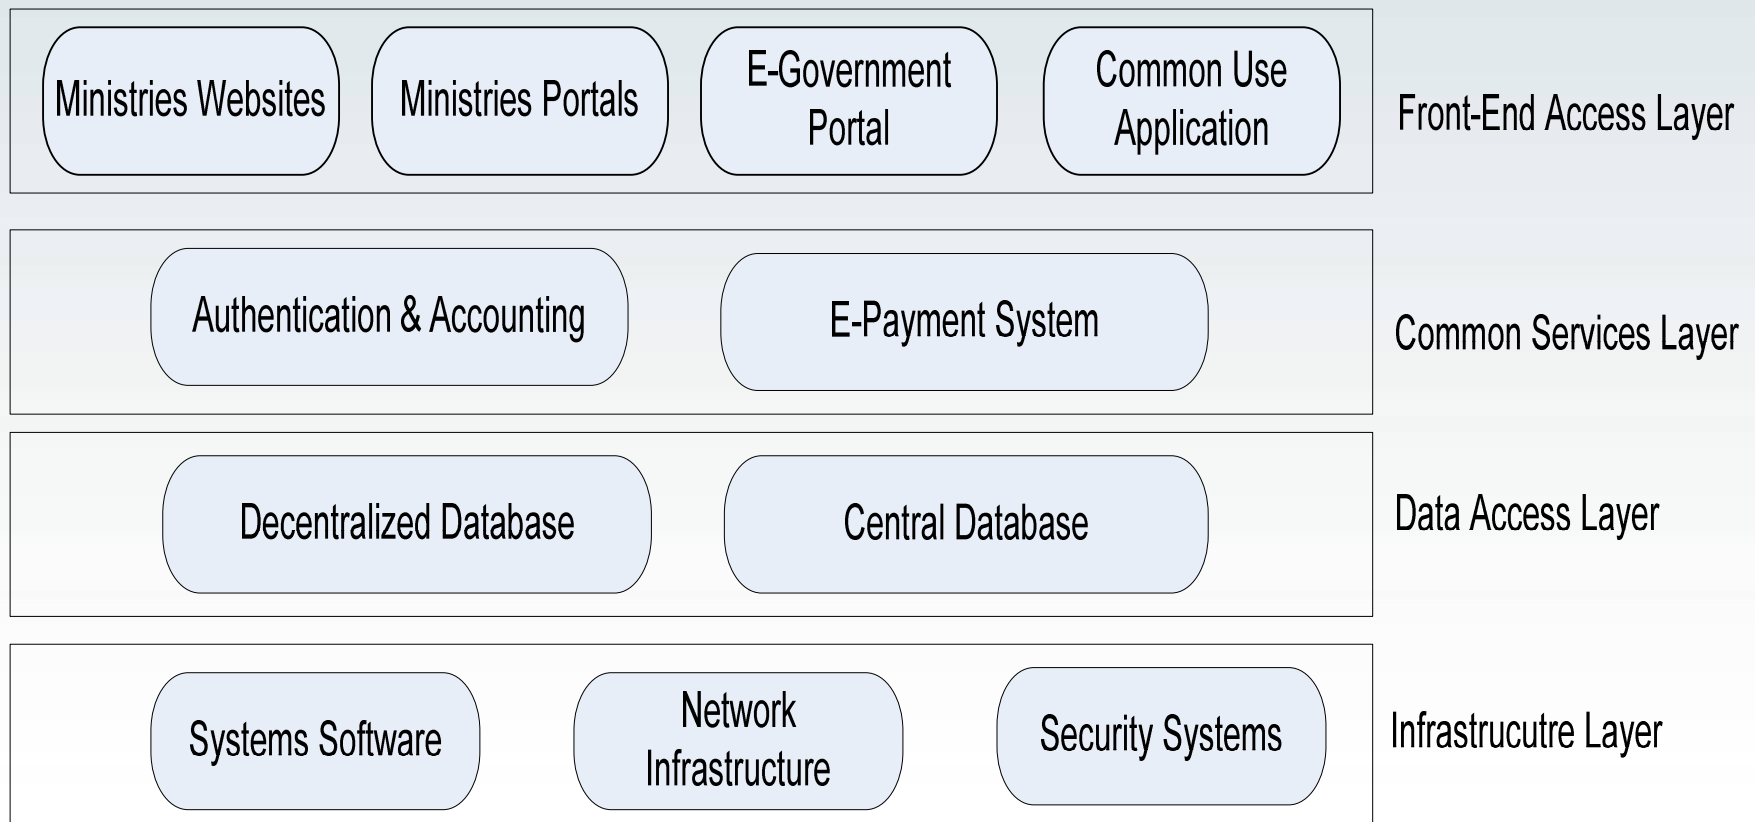 Ministries Websites
Ministries Portals
E-Government
Portal
Common Use
Application
Front-End Access Layer
Authentication & Accounting
E-Payment System
Common Services Layer
Decentralized Database
Central Database
Data Access Layer
Systems Software
Network
Infrastructure
Security Systems
Infrastrucutre Layer